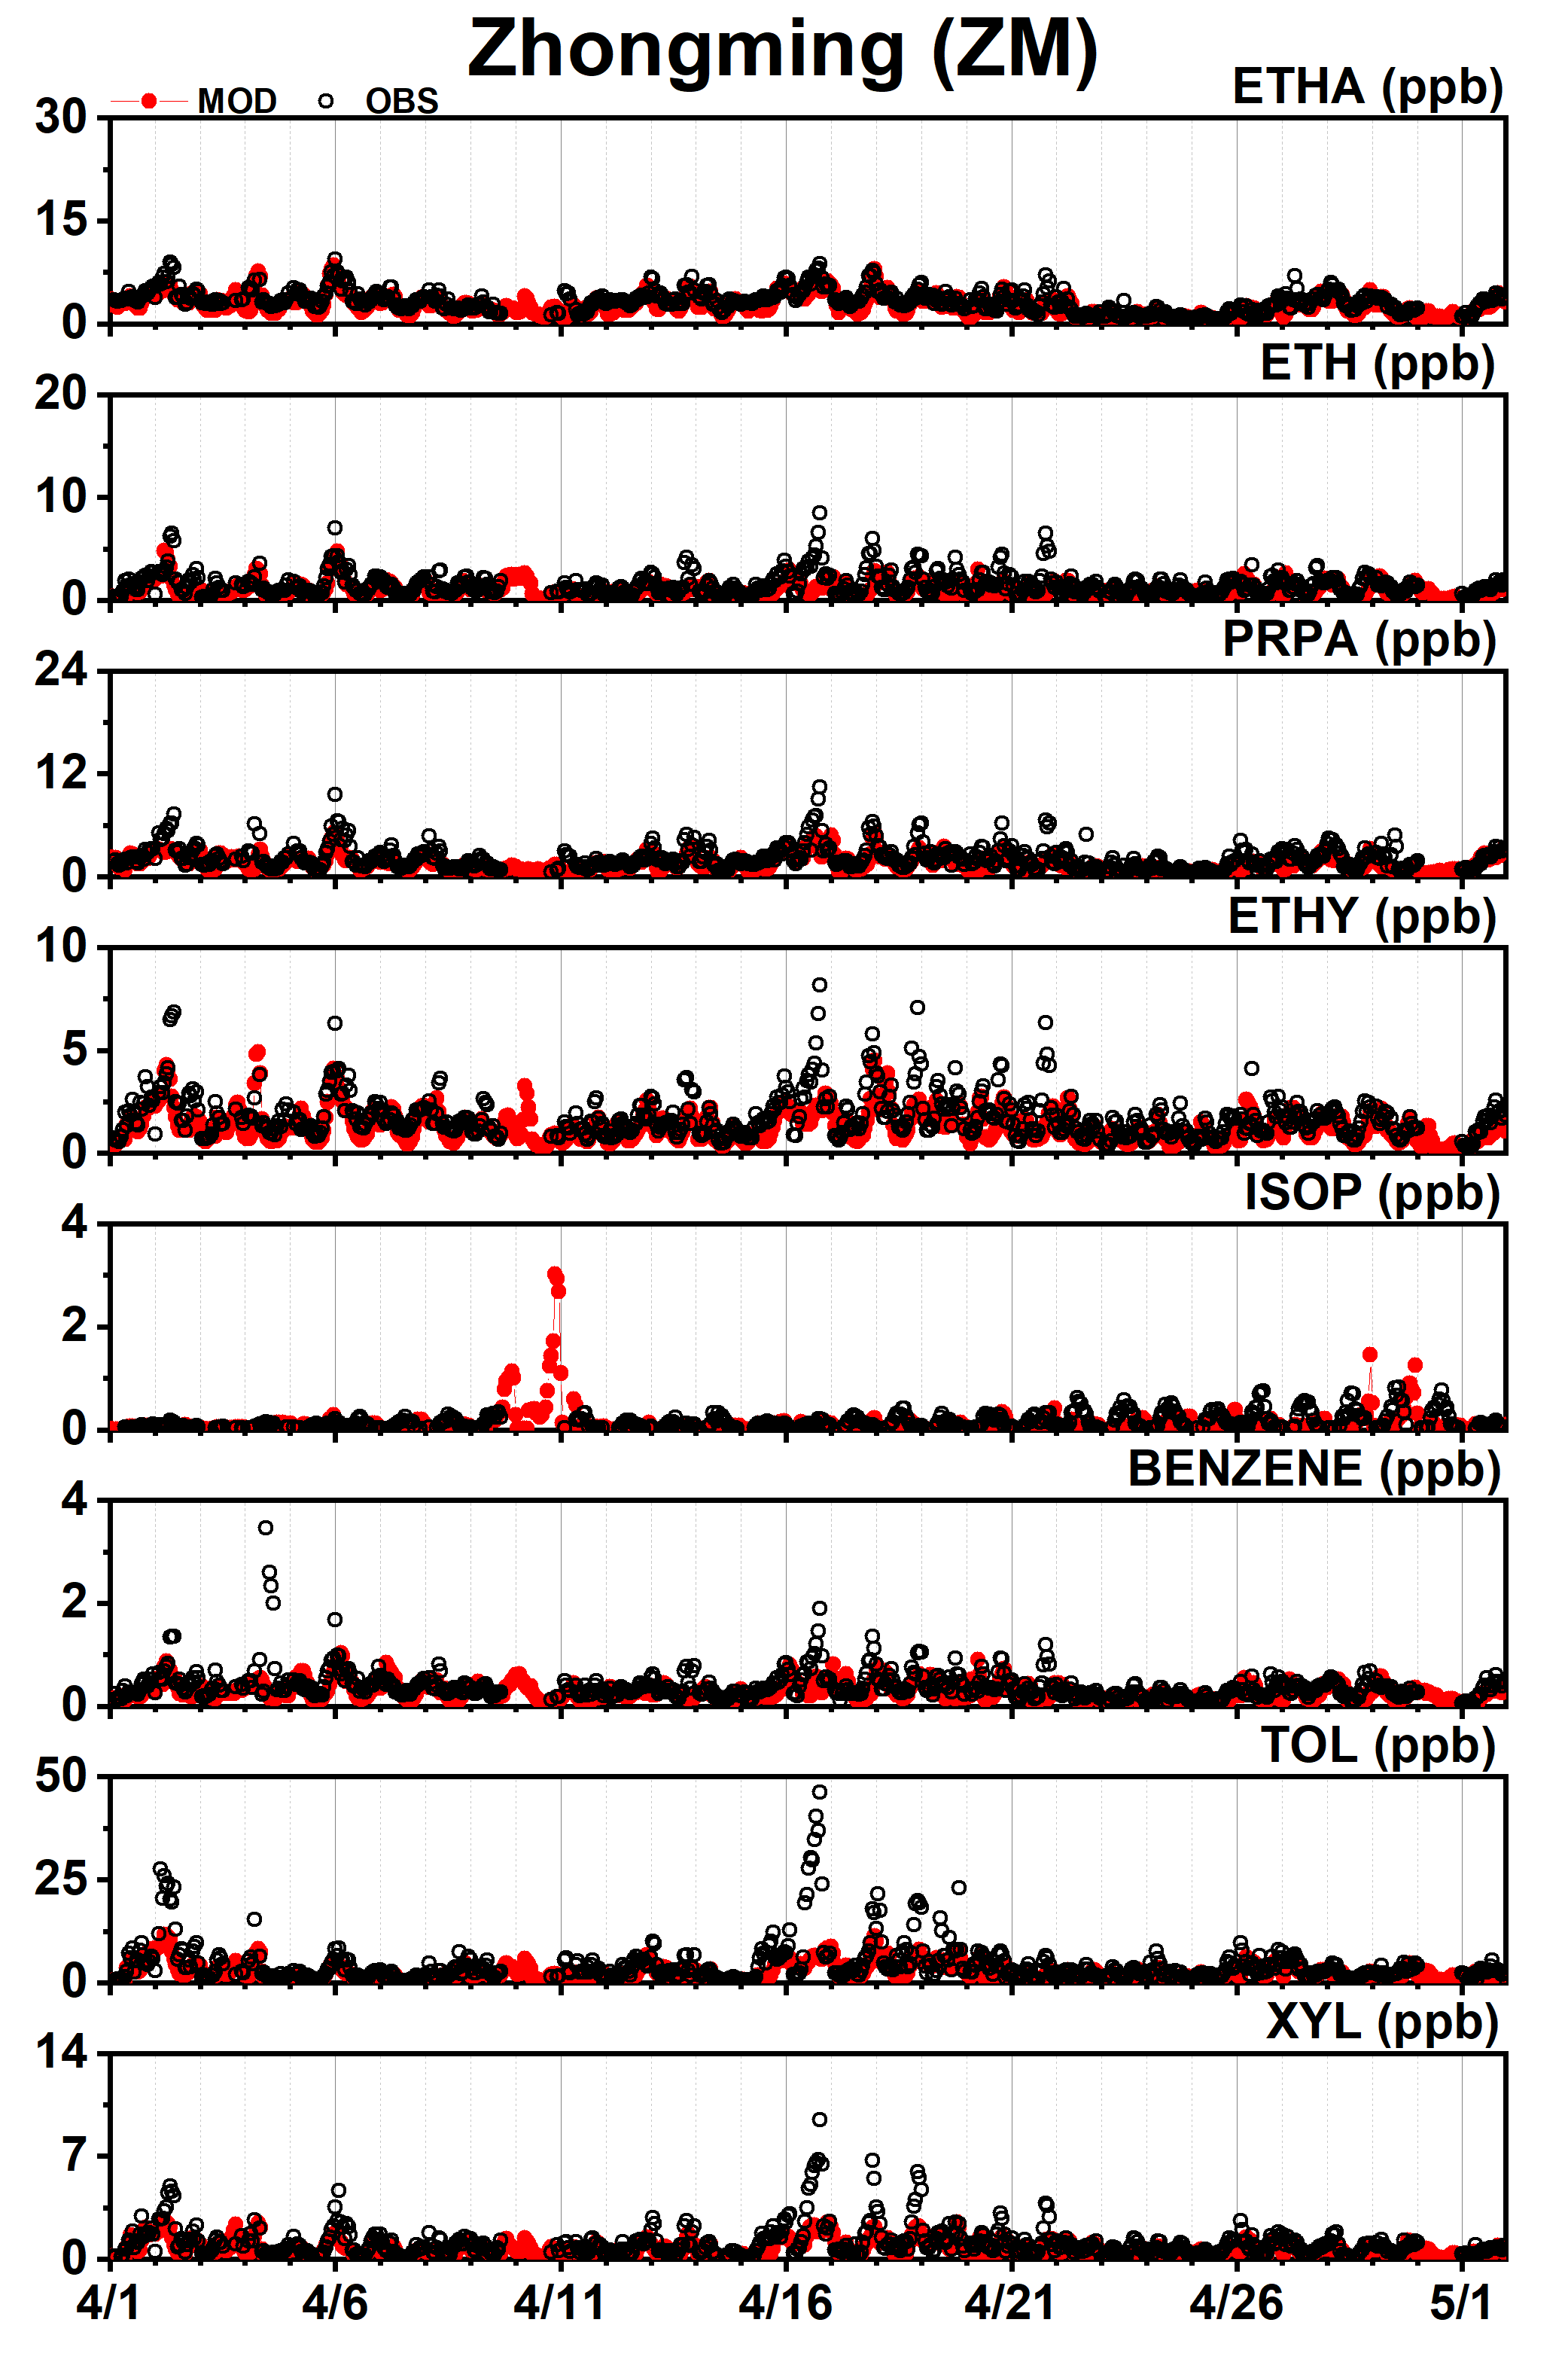 Zhongming (ZM)
MOD OBS
ETHA (ppb)
30
15
0
ETH (ppb)
20
10
0
PRPA (ppb)
24
12
0
ETHY (ppb)
10
5
0
ISOP (ppb)
4
2
0
BENZENE (ppb)
4
2
0
TOL (ppb)
50
25
0
XYL (ppb)
14
7
0
4/1 4/6 4/11 4/16 4/21 4/26 5/1